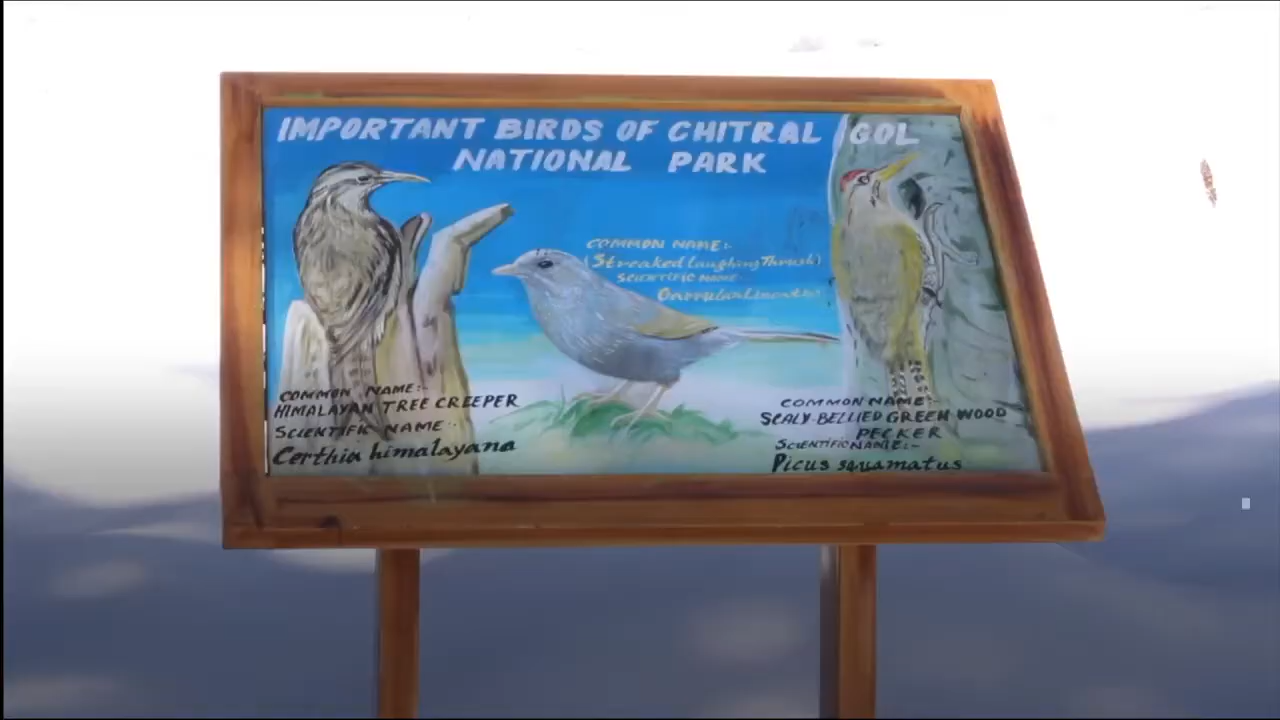 IMPORTANT BIRDS OF CHITRAL GOL
NATIONAL PARK
COMMON NAME:-
HIMALAYAN TREE CREEPER
SCIENTIFIC NAME:-
Certhia himalayana
COMMON NAME:-
(Streaked laughing Thrush)
SCIENTIFIC NAME
COMMON NAME:-
SCALY-BELLIED GREEN WOOD
PECKER
SCIENTIFIC NAME:-
Picus squamatus